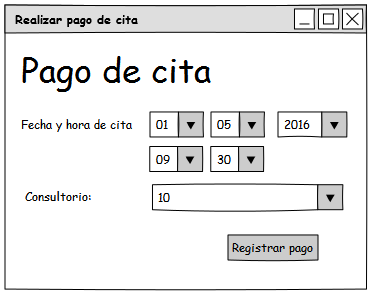 Realizar pago de cita
Pago de cita
Fecha y hora de cita 01 05 2016
09 30
Consultorio: 10
Registrar pago